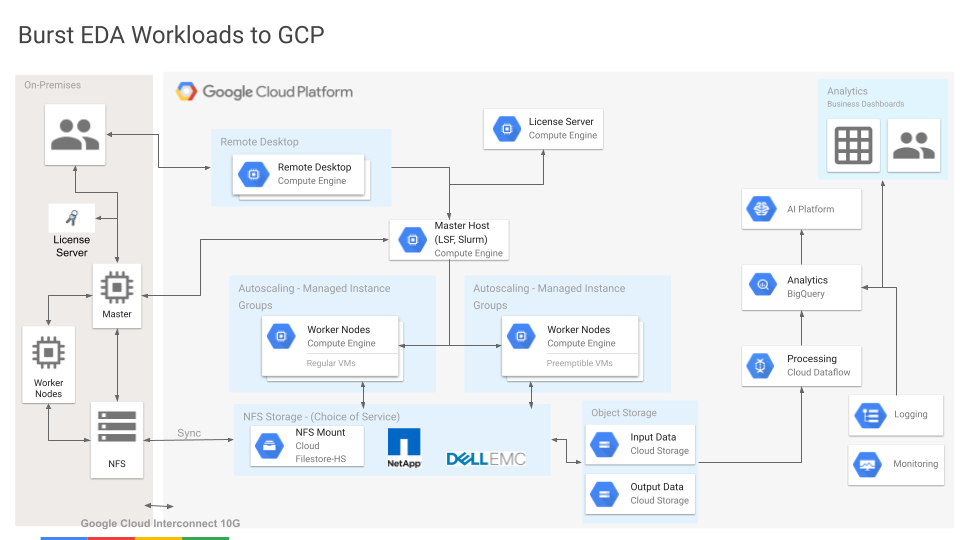 Burst EDA Workloads to GCP
On-Premises
Google Cloud Platform
Analytics
Business Dashboards
License Server
Compute Engine
Remote Desktop
Remote Desktop
Compute Engine
AI Platform
License
Server
Master Host
(LSF, Slurm)
Compute Engine
Master
Autoscaling - Managed Instance
Groups
Autoscaling - Managed Instance
Groups
Analytics
BigQuery
Worker Nodes
Compute Engine
Regular VMs
Worker Nodes
Compute Engine
Preemptible VMs
Worker
Nodes
Processing
Cloud Dataflow
NFS
Sync
NFS Storage - (Choice of Service)
NFS Mount
Cloud
Filestore-HS
NetApp
DELL EMC
Object Storage
Input Data
Cloud Storage
Output Data
Cloud Storage
Logging
Monitoring
Google Cloud Interconnect 10G